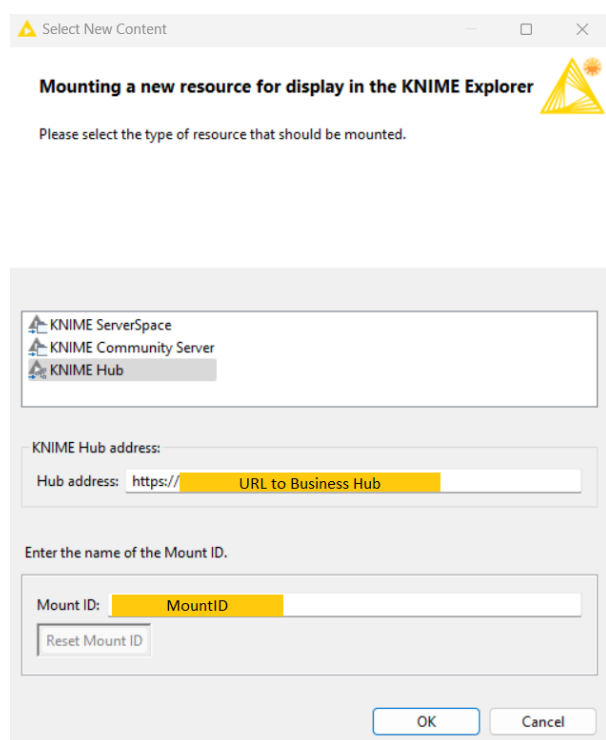 Select New Content
Mounting a new resource for display in the KNIME Explorer
Please select the type of resource that should be mounted.
KNIME ServerSpace
KNIME Community Server
KNIME Hub
KNIME Hub address:
Hub address: https:// URL to Business Hub
Enter the name of the Mount ID.
Mount ID: MountID
Reset Mount ID
OK Cancel